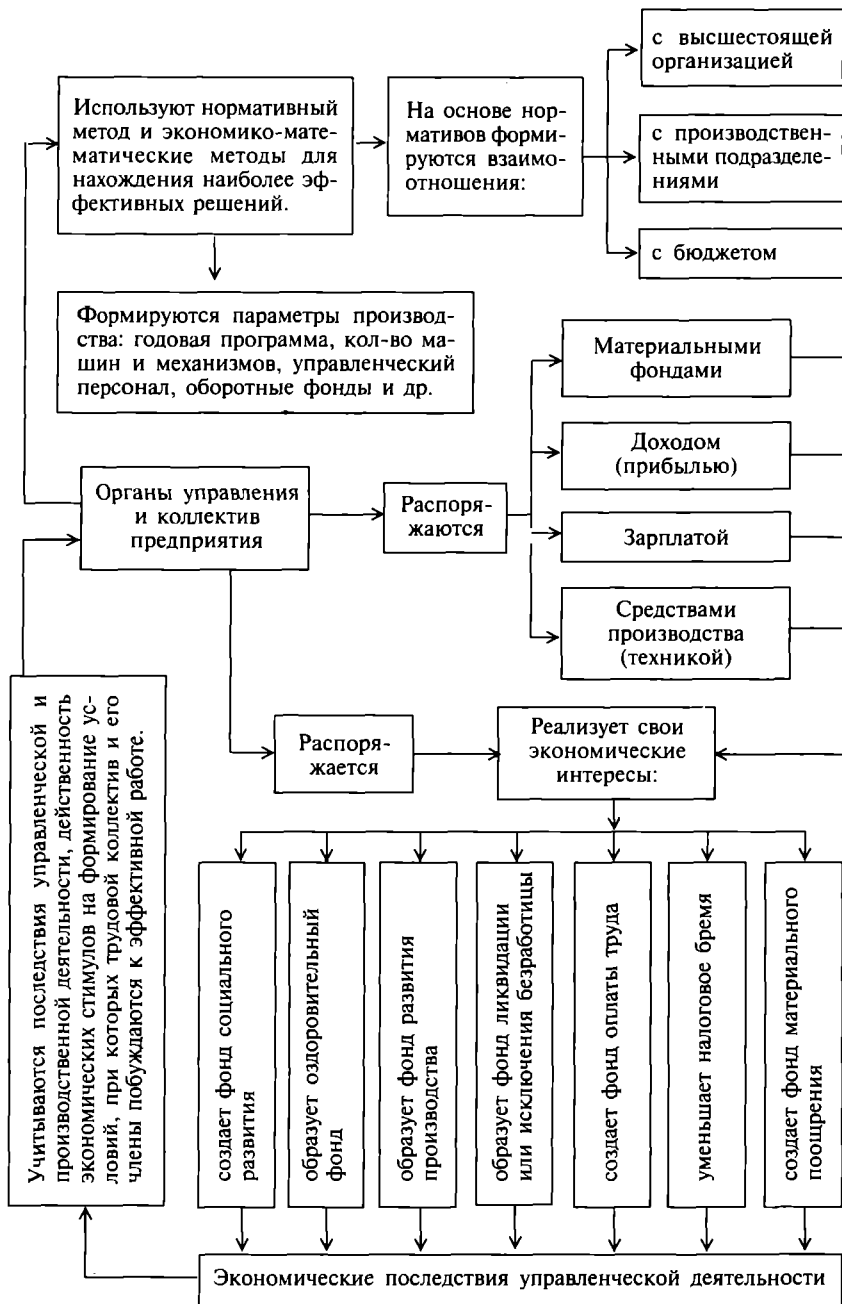 с высшестоящей
организацией
Используют нормативный
метод и экономико-мате-
матические методы для
нахождения наиболее эф-
фективных решений.
На основе нор-
мативов форми-
руются взаимо-
отношения:
с производствен-
ными подразделе-
ниями
с бюджетом
Формируются параметры производ-
ства: годовая программа, кол-во ма-
шин и механизмов, управленческий
персонал, оборотные фонды и др.
Материальными
фондами
Доходом
(прибылью)
Органы управления
и коллектив
предприятия
Распоря-
жаются
Зарплатой
Средствами
производства
(техникой)
Учитываются последствия управленческой и
производственной деятельности, действенность
экономических стимулов на формирование ус-
ловий, при которых трудовой коллектив и его
члены побуждаются к эффективной работе.
Распоря-
жается
Реализует свои
экономические
интересы:
создает фонд социального
развития
образует оздоровительный
фонд
образует фонд развития
производства
образует фонд ликвидации
или исключения безработицы
создает фонд оплаты труда
уменьшает налоговое бремя
создает фонд материального
поощрения
Экономические последствия управленческой деятельности